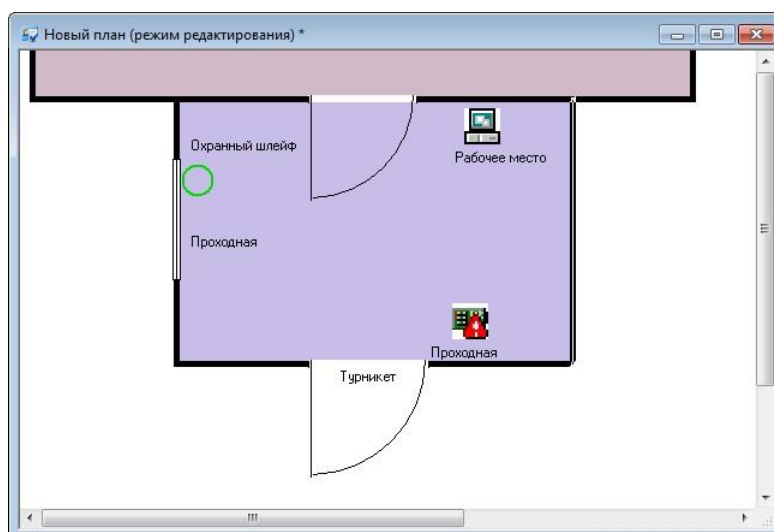 Новый план (режим редактирования) *
Охранный шлейф
Рабочее место
Проходная
Проходная
Турникет